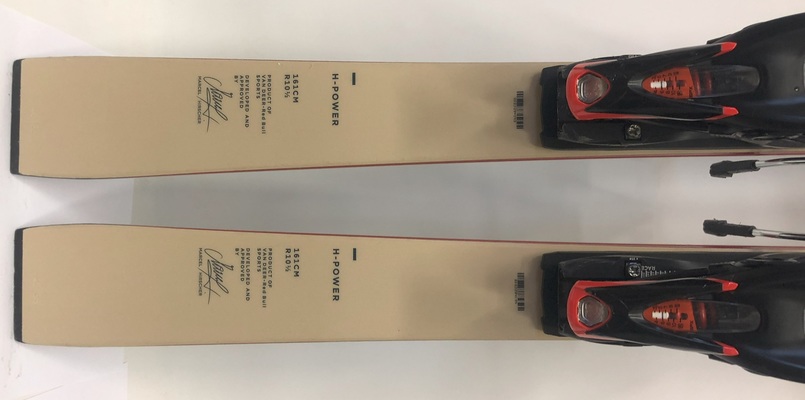 H-POWER
161CM
R10½
PRODUCT OF
VAN DEER-Red Bull
SPORTS
DEVELOPED AND
APPROVED
BY
MARCEL HIRSCHER
H-POWER
161CM
R10½
PRODUCT OF
VAN DEER-Red Bull
SPORTS
DEVELOPED AND
APPROVED
BY
MARCEL HIRSCHER
RACE